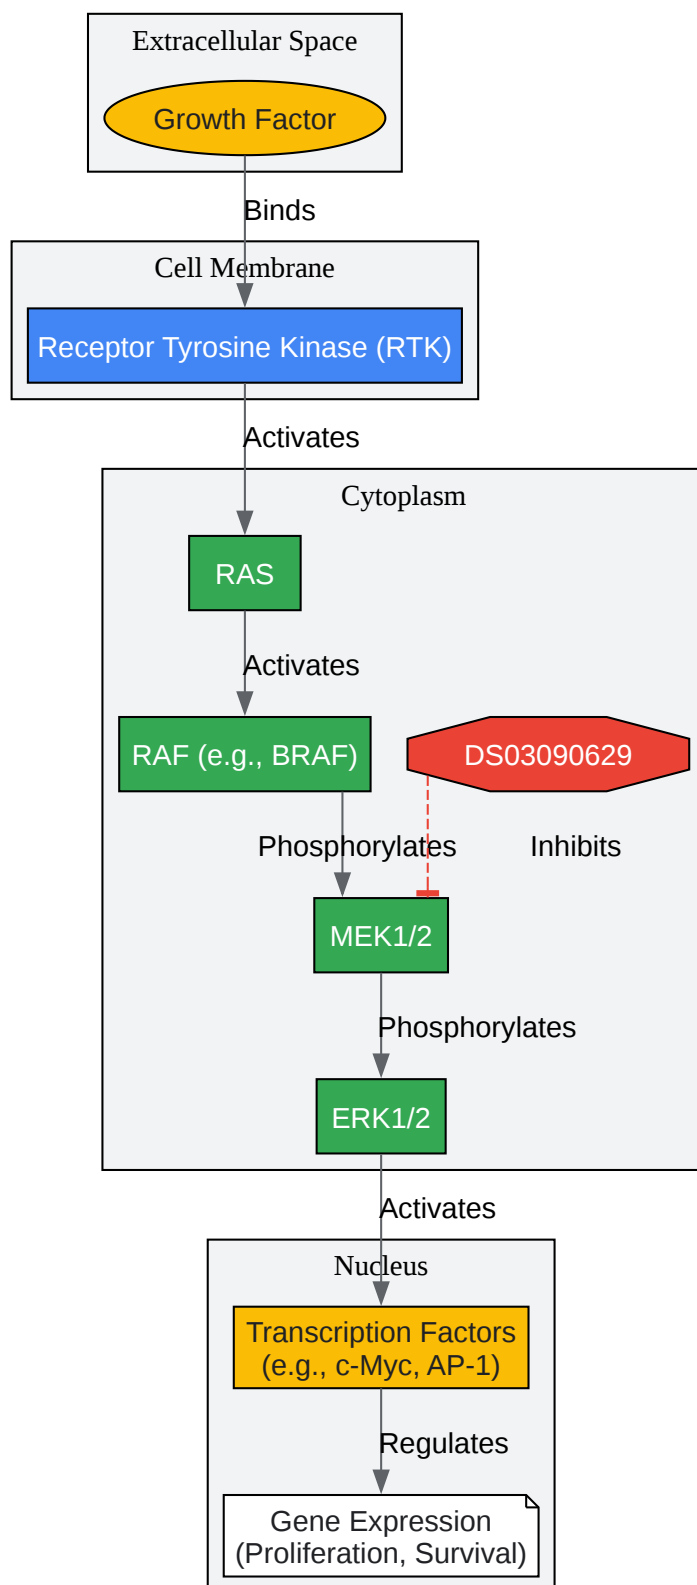 Extracellular Space
Growth Factor
Binds
Cell Membrane
Receptor Tyrosine Kinase (RTK)
Activates
Cytoplasm
RAS
Activates
RAF (e.g., BRAF)
DS03090629
Phosphorylates
Inhibits
MEK1/2
Phosphorylates
ERK1/2
Activates
Nucleus
Transcription Factors
(e.g., c-Myc, AP-1)
Regulates
Gene Expression
(Proliferation, Survival)